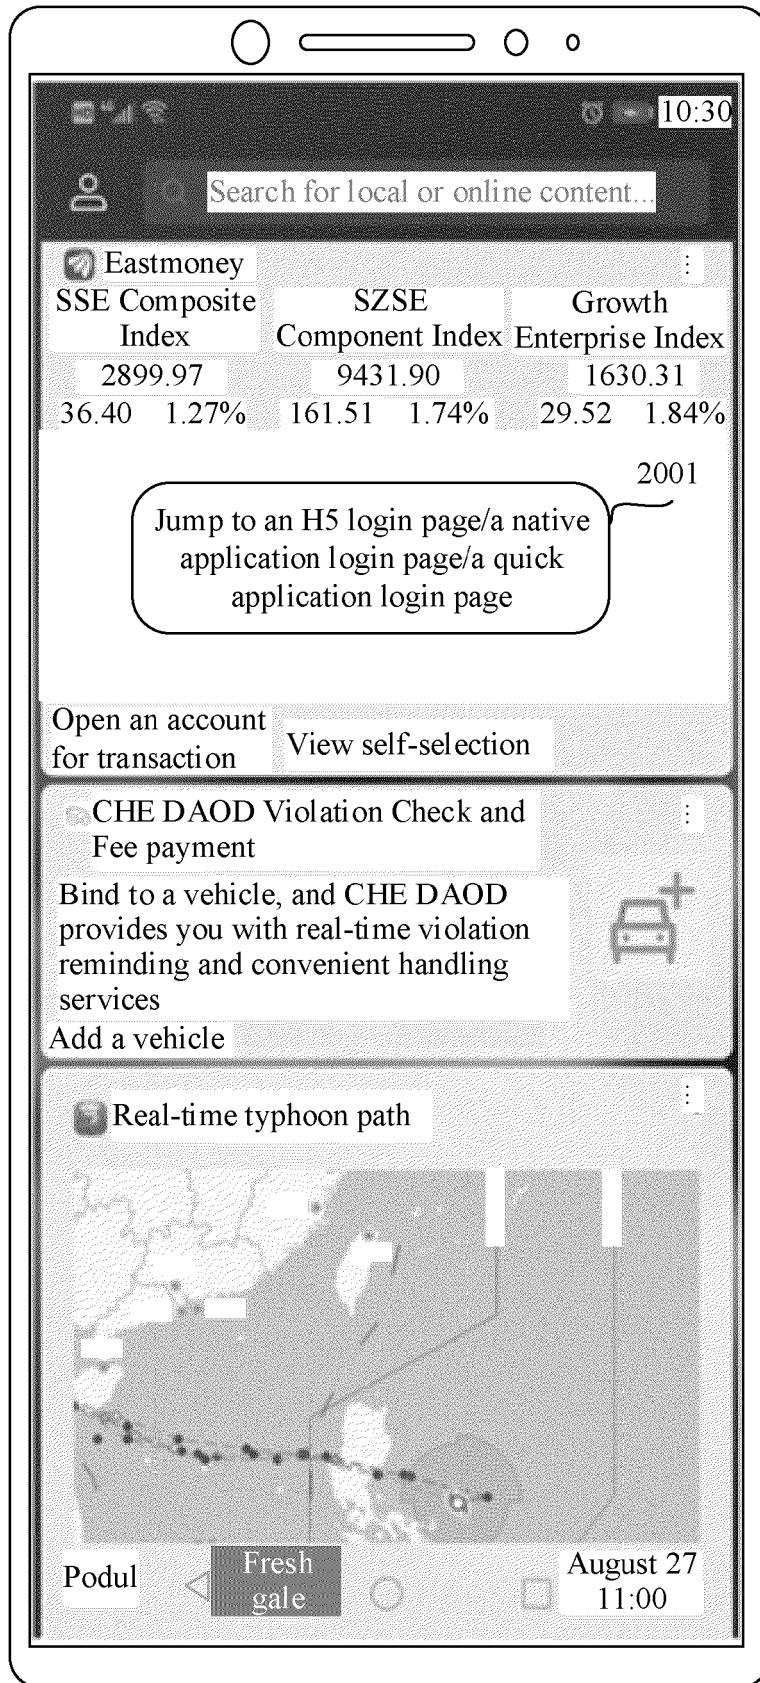 10:30
Search for local or online content...
Eastmoney
SSE Composite Index
SZSE Component Index
Growth Enterprise Index
2899.97
9431.90
1630.31
36.40 1.27%
161.51 1.74%
29.52 1.84%
2001
Jump to an H5 login page/a native
application login page/a quick
application login page
Open an account
for transaction
View self-selection
CHE DAOD Violation Check and
Fee payment
Bind to a vehicle, and CHE DAOD
provides you with real-time violation
reminding and convenient handling
services
Add a vehicle
Real-time typhoon path
Podul
Fresh
gale
August 27
11:00